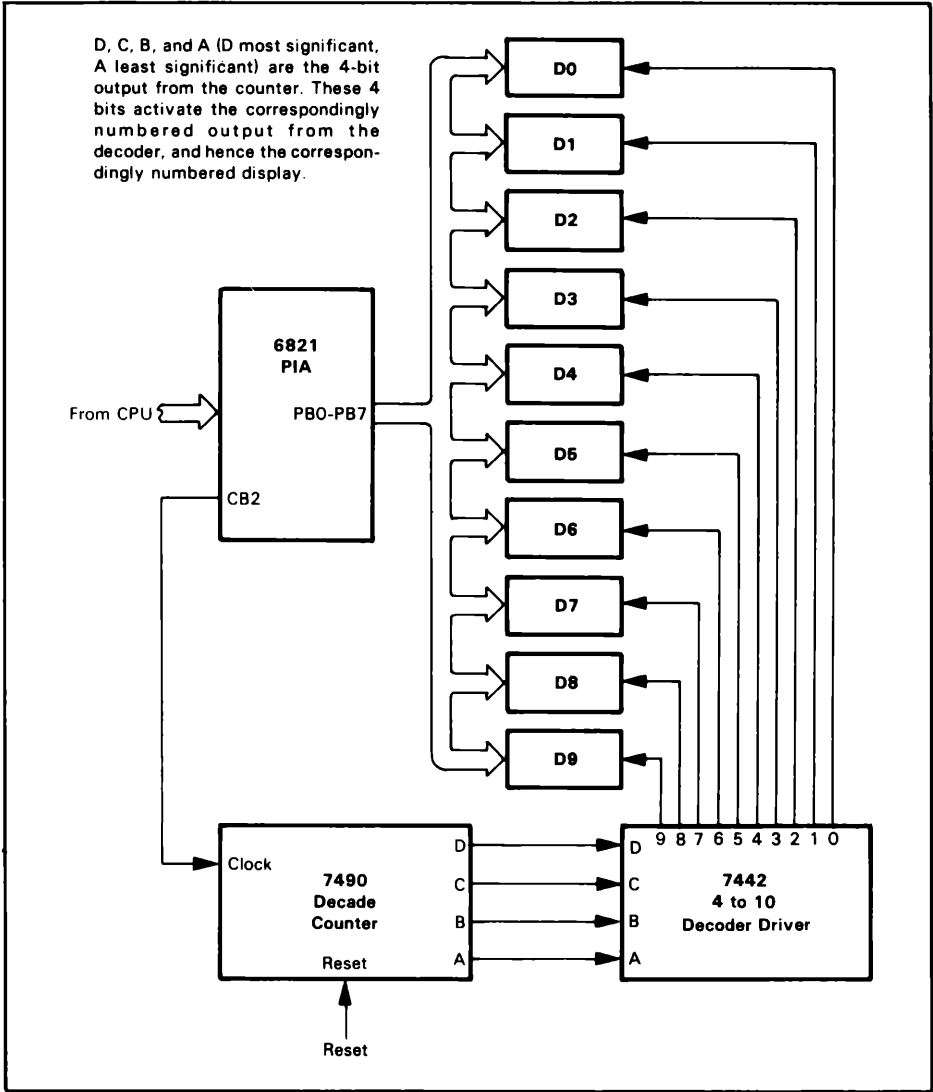 D, C, B, and A (D most significant,
A least significant) are the 4-bit
output from the counter. These 4
bits activate the correspondingly
numbered output from the
decoder, and hence the correspon-
dingly numbered display.
D0
D1
D2
D3
D4
D5
D6
D7
D8
D9
6821
PIA
From CPU
PB0-PB7
CB2
9 8 7 6 5 4 3 2 1 0
Clock
7490
Decade
Counter
Reset
D
C
B
A
D
C
B
A
7442
4 to 10
Decoder Driver
Reset